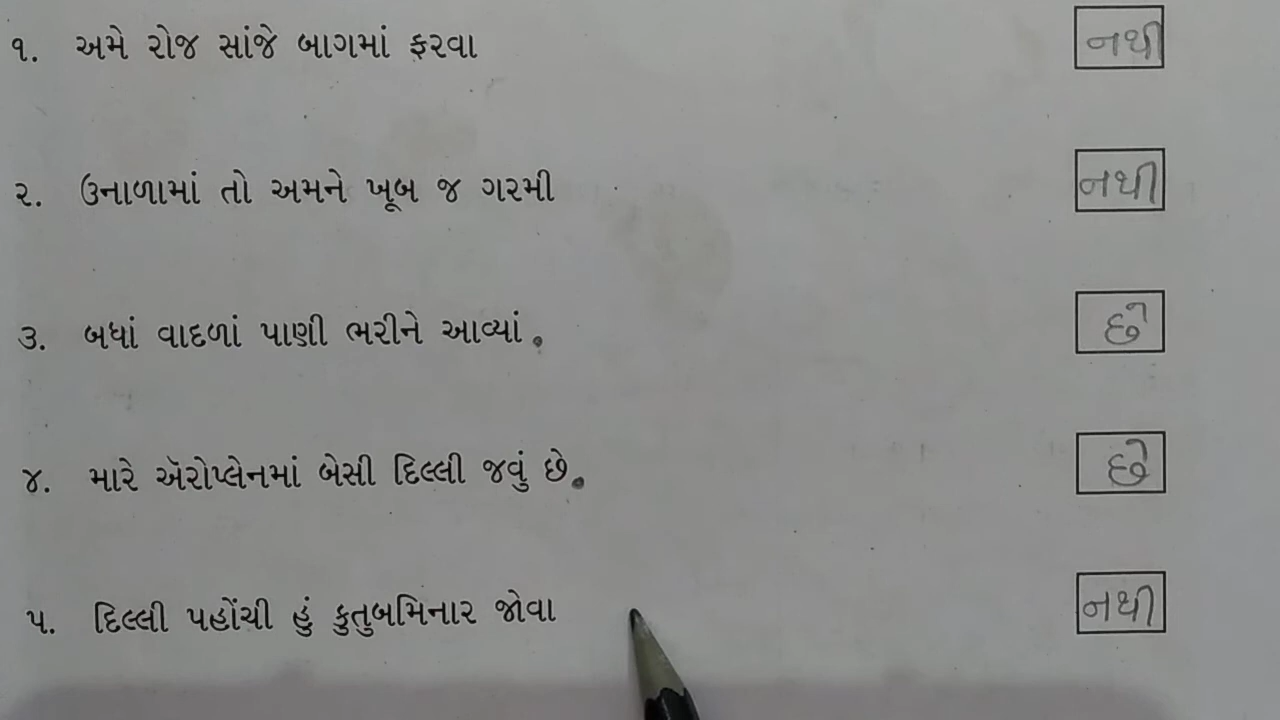 ૧. અમે રોજ સાંજે બાગમાં ફરવા નથી
૨. ઉનાળામાં તો અમને ખૂબ જ ગરમી નથી
૩. બધાં વાદળાં પાણી ભરીને આવ્યાં. છે
૪. મારે ઍરોપ્લેનમાં બેસી દિલ્લી જવું છે. છે
૫. દિલ્લી પહોંચી હું કુતુબમિનાર જોવા નથી